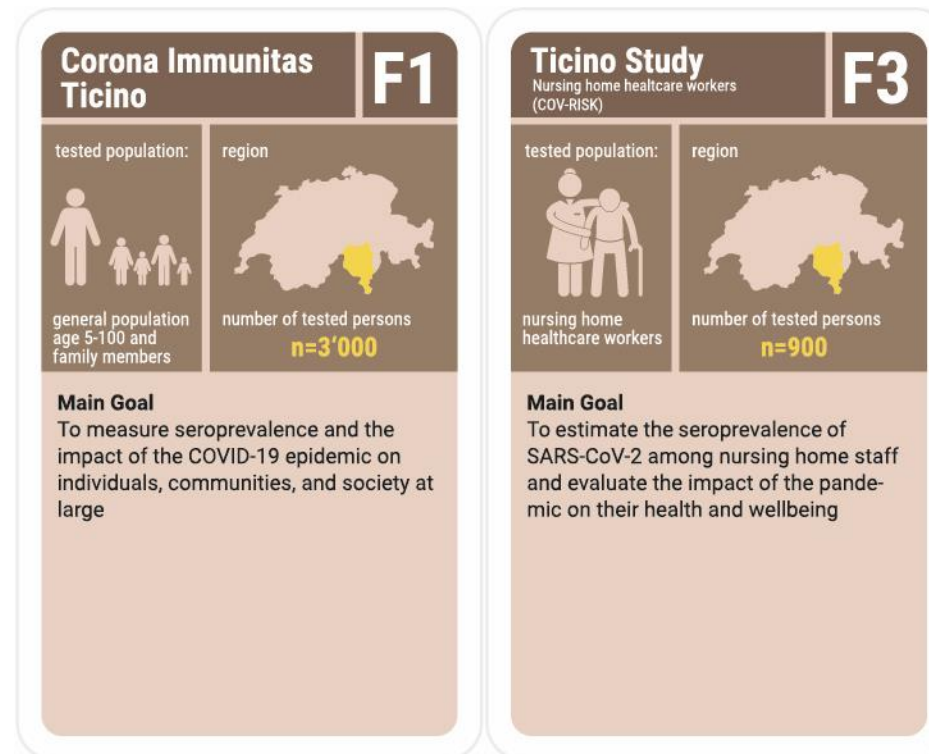 Corona Immunitas
Ticino
F1
tested population:
region
general population
age 5-100 and
family members
number of tested persons
n=3'000
Main Goal
To measure seroprevalence and the
impact of the COVID-19 epidemic on
individuals, communities, and society at
large
Ticino Study
Nursing home healtcare workers
(COV-RISK)
F3
tested population:
region
nursing home
healthcare workers
number of tested persons
n=900
Main Goal
To estimate the seroprevalence of
SARS-CoV-2 among nursing home staff
and evaluate the impact of the pande-
mic on their health and wellbeing